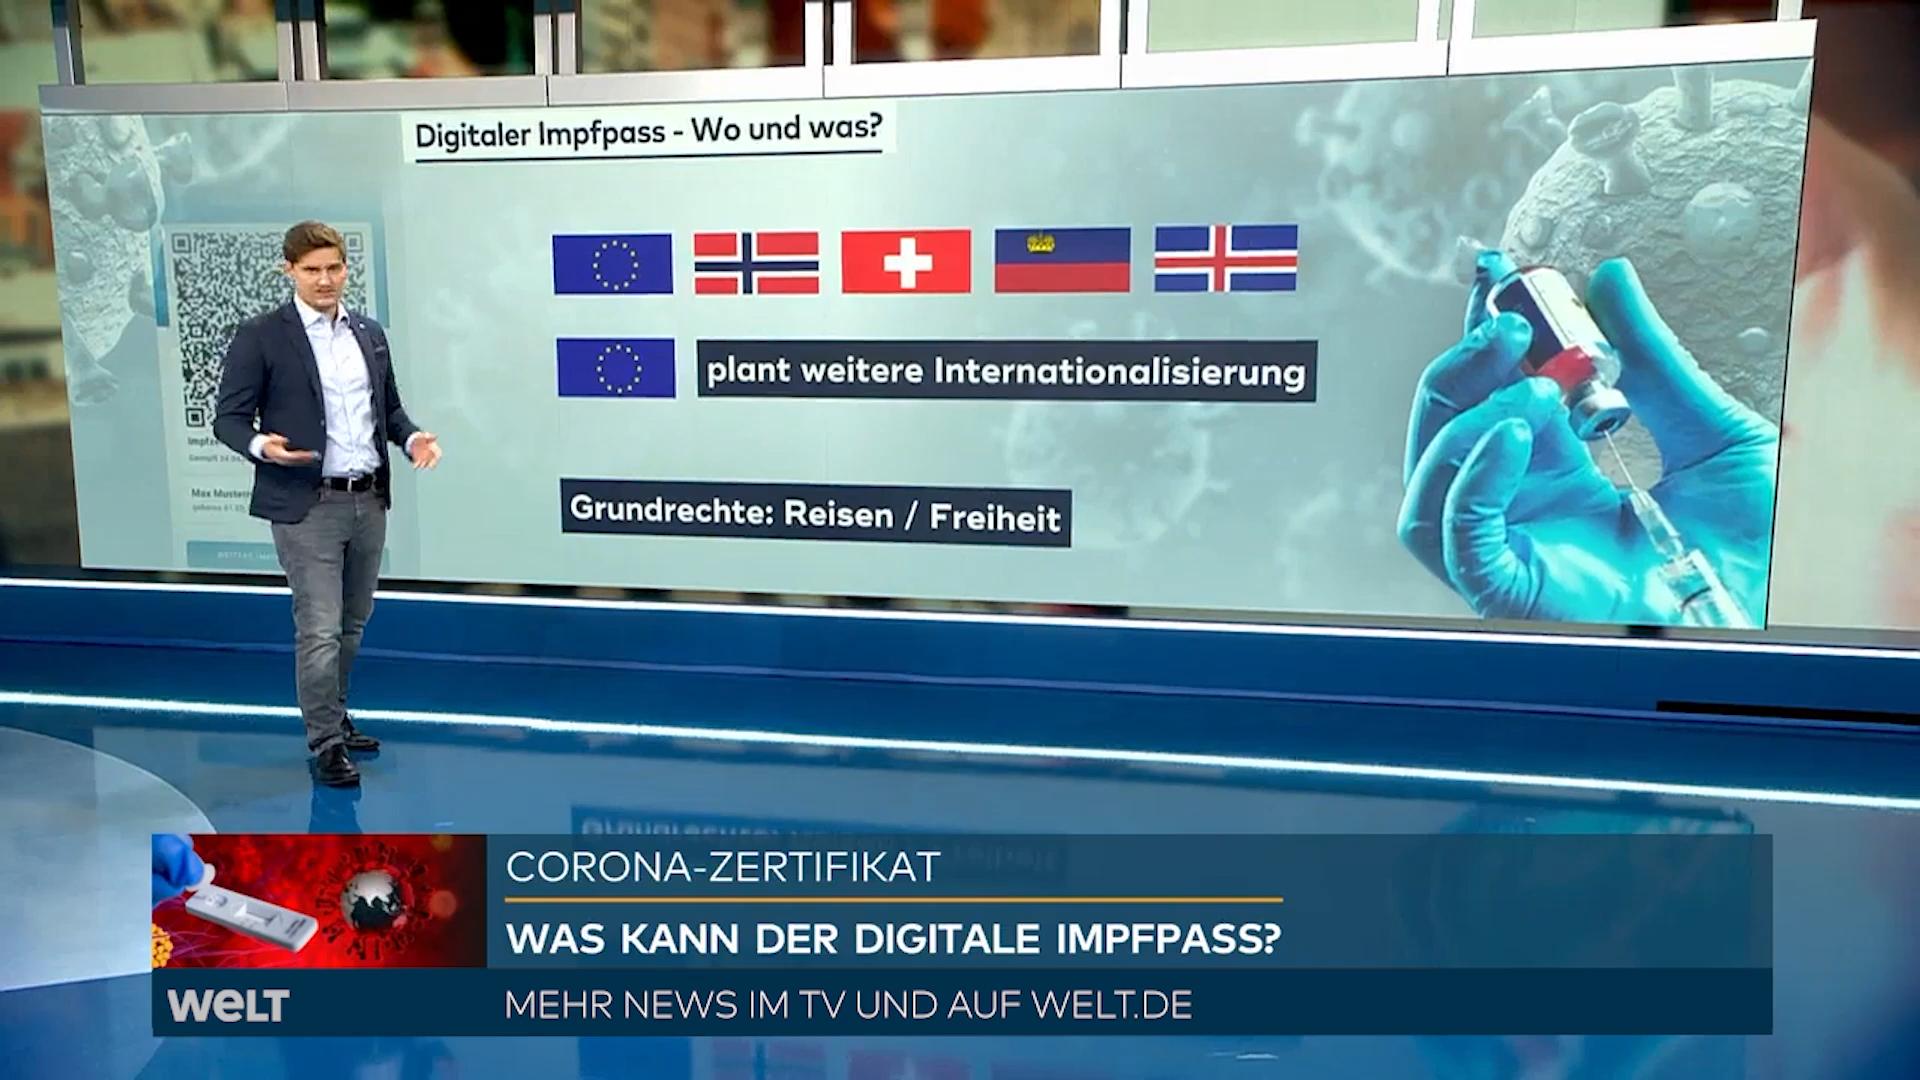 Digitaler Impfpass - Wo und was?
plant weitere Internationalisierung
Grundrechte: Reisen / Freiheit
CORONA-ZERTIFIKAT
WAS KANN DER DIGITALE IMPFPASS?
WELT
MEHR NEWS IM TV UND AUF WELT.DE